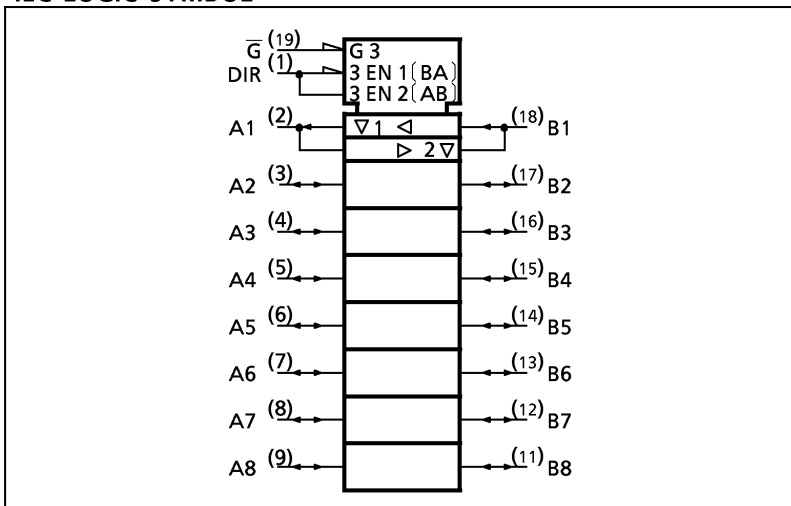 G̅ (19) G 3
DIR (1) 3 EN 1 [BA]
3 EN 2 [AB]
A1 (2) ▽ 1 ◁ (18) B1
▷ 2 ▽
A2 (3) (17) B2
A3 (4) (16) B3
A4 (5) (15) B4
A5 (6) (14) B5
A6 (7) (13) B6
A7 (8) (12) B7
A8 (9) (11) B8